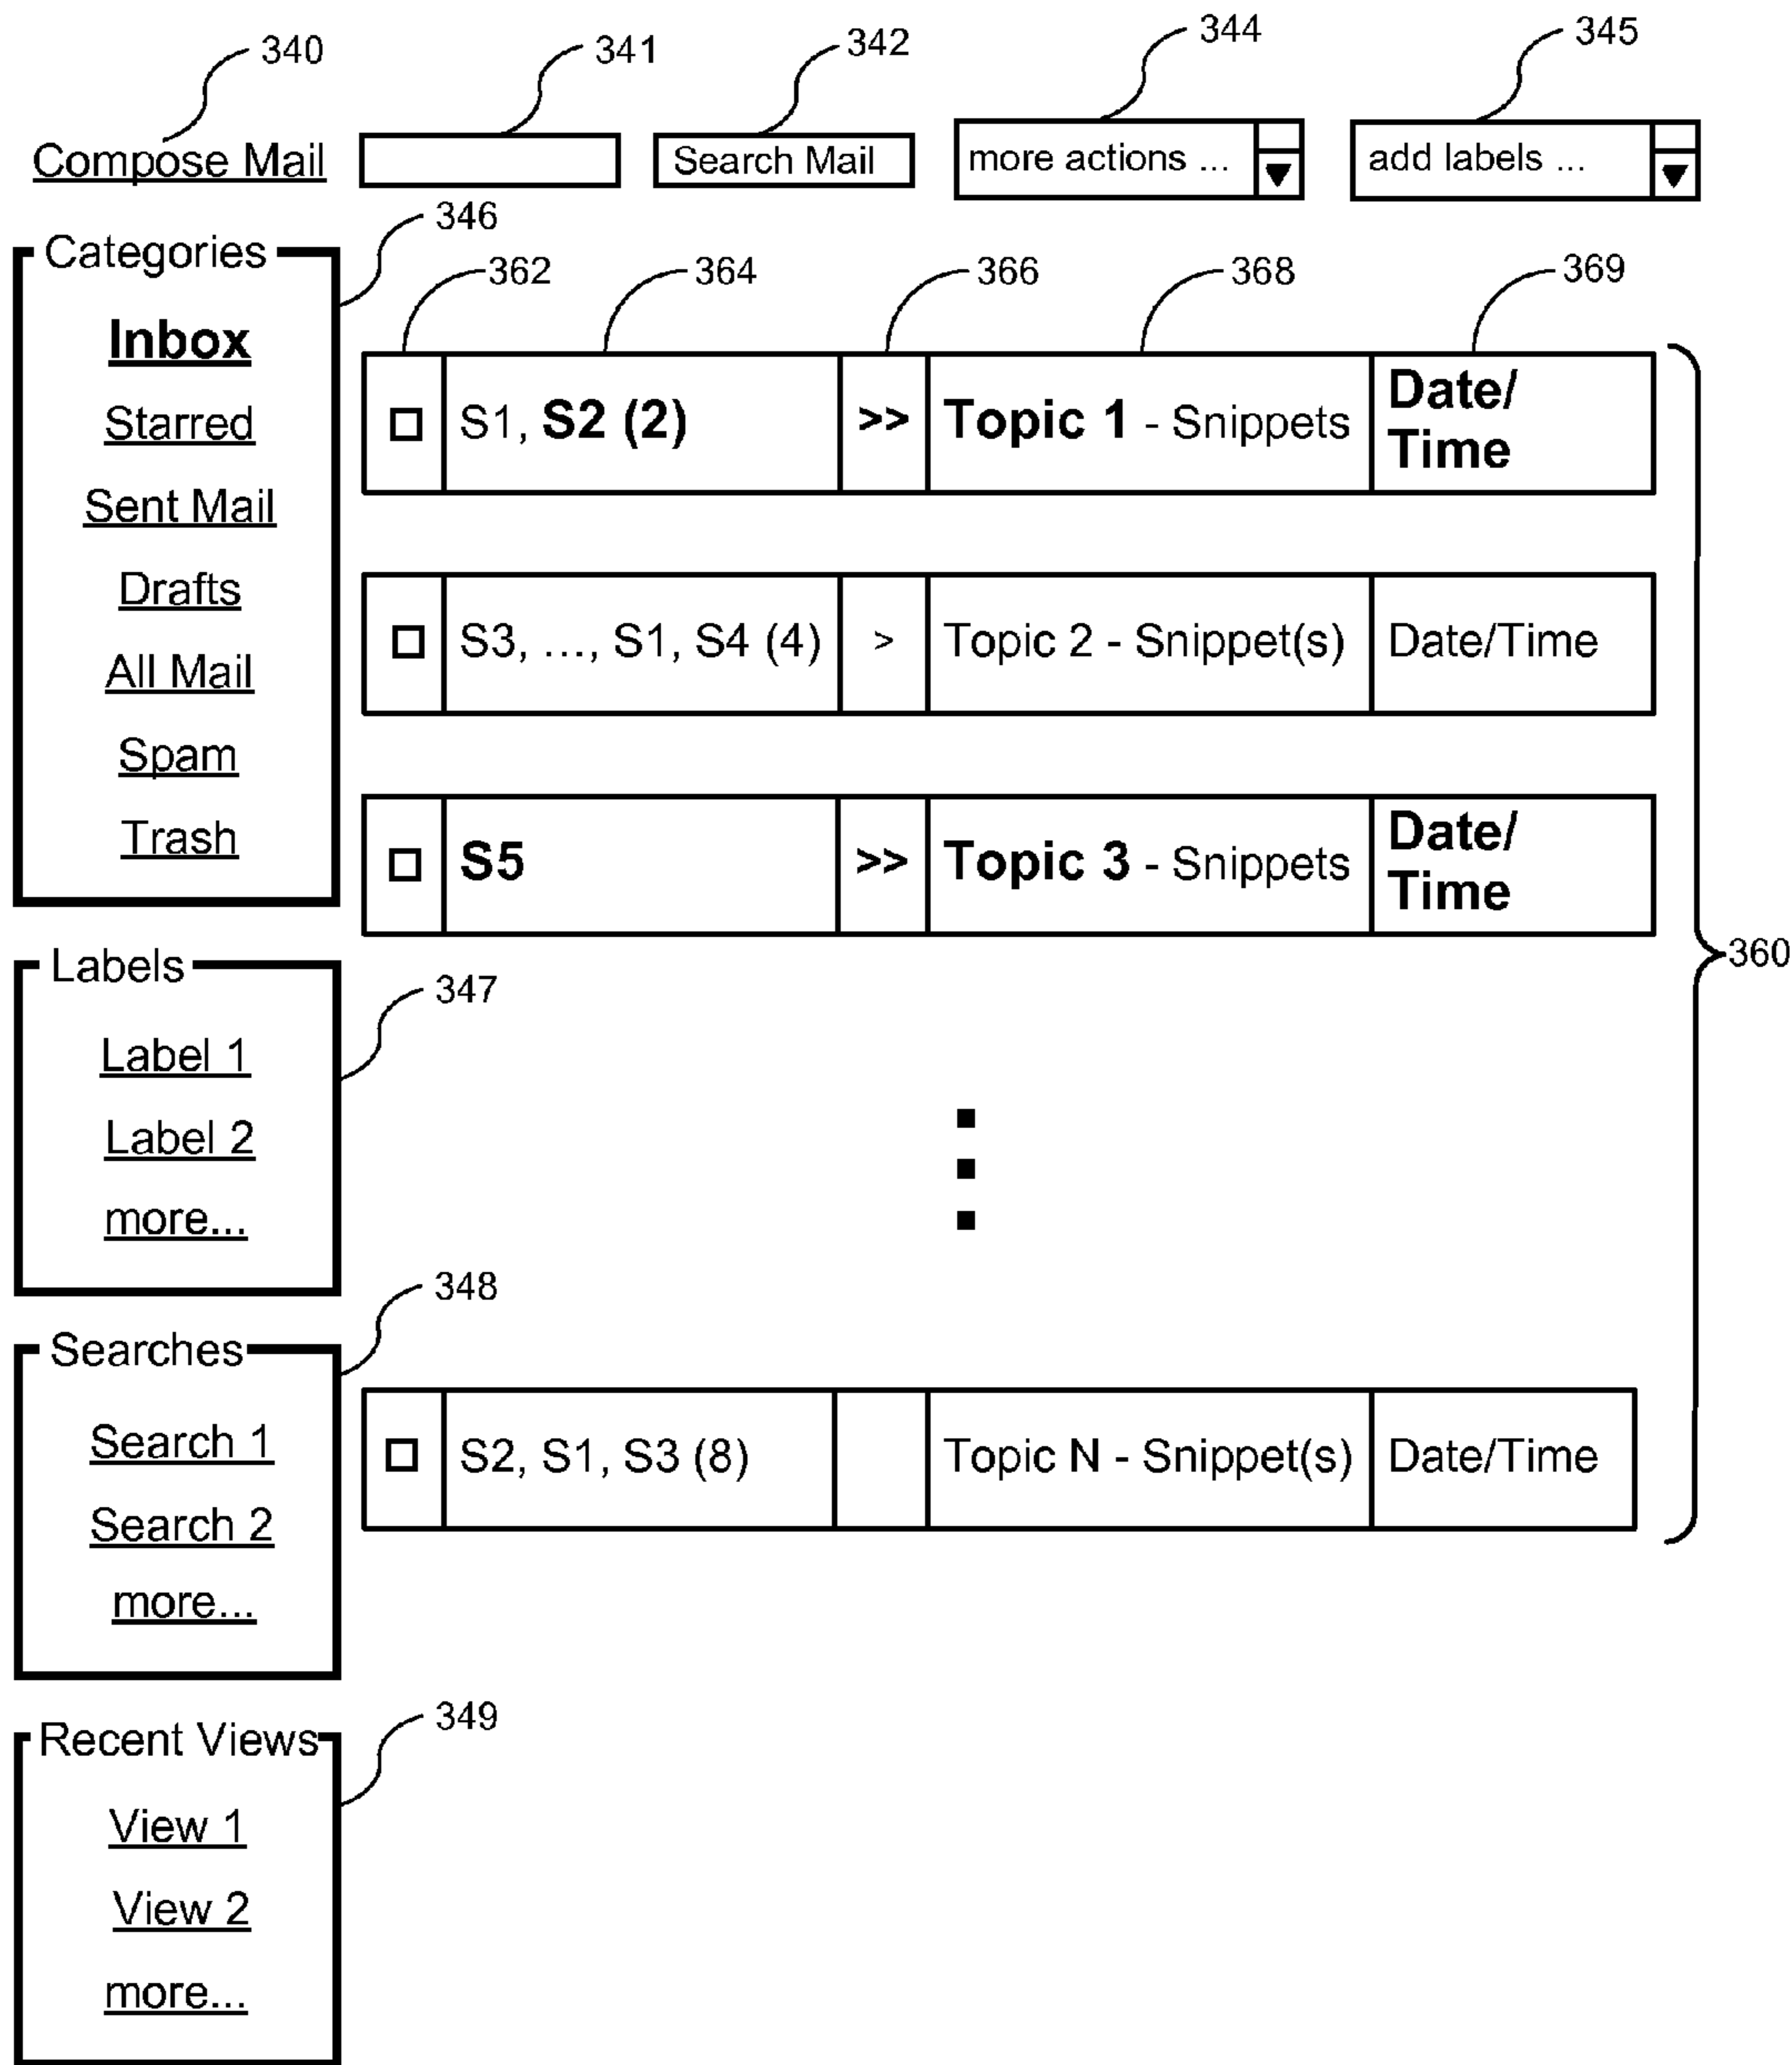 340 341 342 344 345
Compose Mail Search Mail more actions ... add labels ...
346
Categories
Inbox
Starred
Sent Mail
Drafts
All Mail
Spam
Trash
362 364 366 368 369
S1, S2 (2) >> Topic 1 - Snippets Date/
Time
S3, ..., S1, S4 (4) > Topic 2 - Snippet(s) Date/Time
S5 >> Topic 3 - Snippets Date/
Time
360
Labels
347
Label 1
Label 2
more...
348
Searches
Search 1
Search 2
more...
S2, S1, S3 (8) Topic N - Snippet(s) Date/Time
349
Recent Views
View 1
View 2
more...